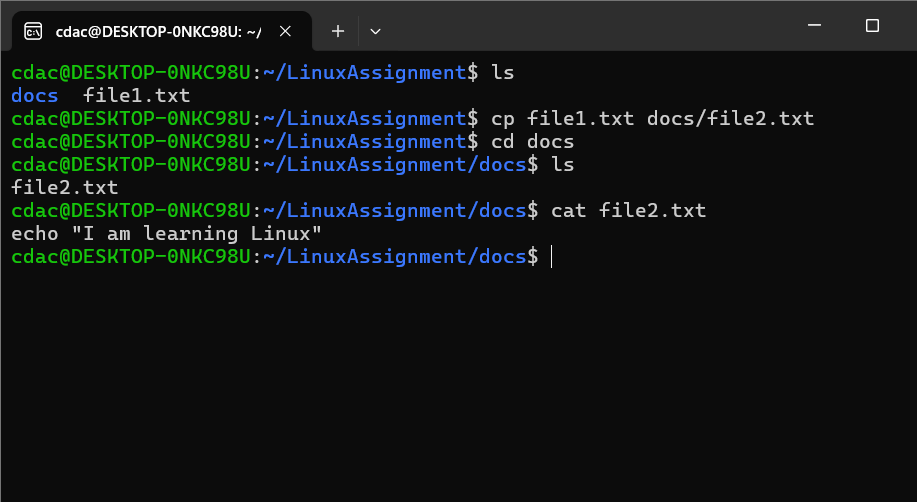 cdac@DESKTOP-0NKC98U: ~/
cdac@DESKTOP-0NKC98U:~/LinuxAssignment$ ls
docs  file1.txt
cdac@DESKTOP-0NKC98U:~/LinuxAssignment$ cp file1.txt docs/file2.txt
cdac@DESKTOP-0NKC98U:~/LinuxAssignment$ cd docs
cdac@DESKTOP-0NKC98U:~/LinuxAssignment/docs$ ls
file2.txt
cdac@DESKTOP-0NKC98U:~/LinuxAssignment/docs$ cat file2.txt
echo "I am learning Linux"
cdac@DESKTOP-0NKC98U:~/LinuxAssignment/docs$